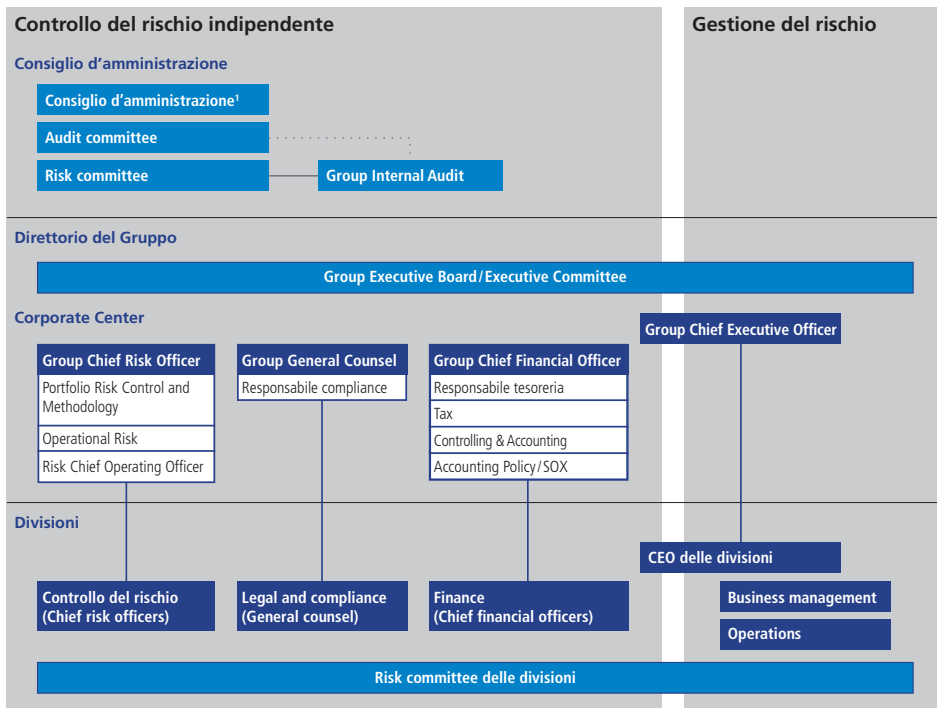 Controllo del rischio indipendente
Gestione del rischio
Consiglio d'amministrazione
Consiglio d'amministrazione¹
Audit committee
Risk committee
Group Internal Audit
Direttorio del Gruppo
Group Executive Board/Executive Committee
Corporate Center
Group Chief Executive Officer
Group Chief Risk Officer
Portfolio Risk Control and
Methodology
Operational Risk
Risk Chief Operating Officer
Group General Counsel
Responsabile compliance
Group Chief Financial Officer
Responsabile tesoreria
Tax
Controlling & Accounting
Accounting Policy/SOX
Divisioni
CEO delle divisioni
Controllo del rischio
(Chief risk officers)
Legal and compliance
(General counsel)
Finance
(Chief financial officers)
Business management
Operations
Risk committee delle divisioni